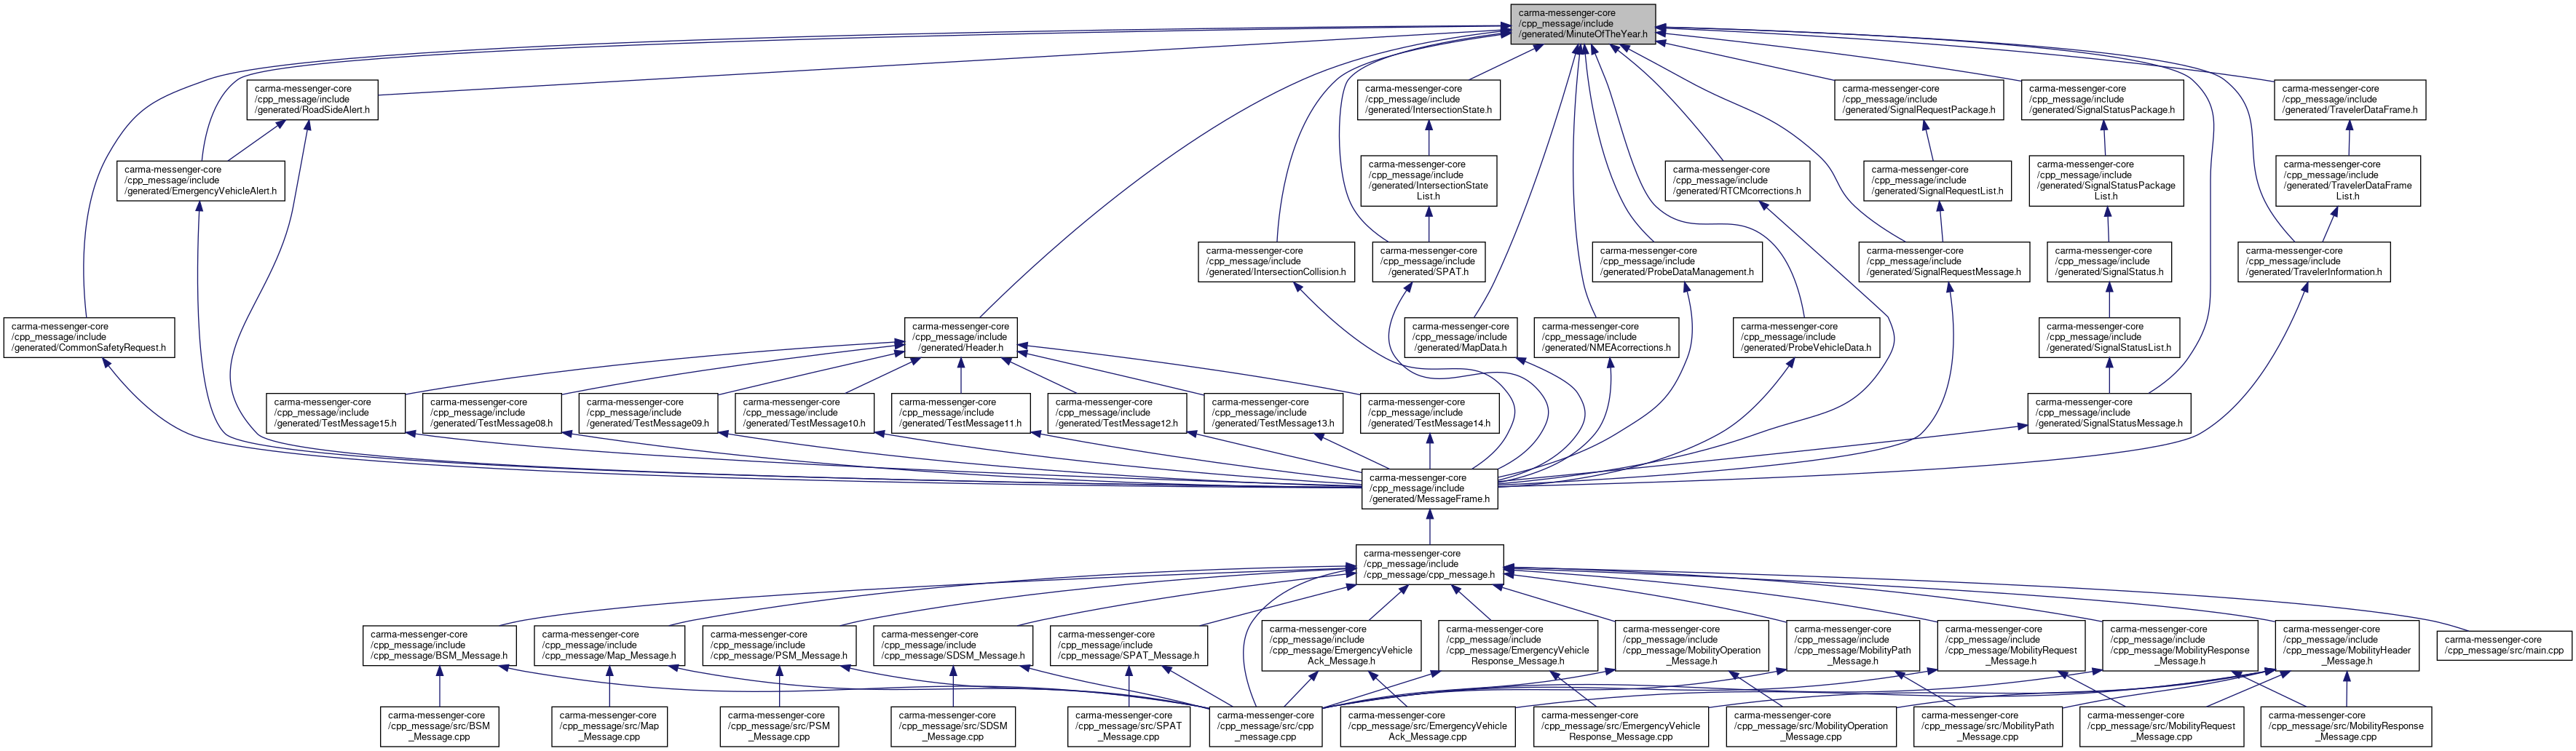 carma-messenger-core
/cpp_message/include
/generated/MinuteOfTheYear.h
carma-messenger-core
/cpp_message/include
/generated/RoadSideAlert.h
carma-messenger-core
/cpp_message/include
/generated/IntersectionState.h
carma-messenger-core
/cpp_message/include
/generated/SignalRequestPackage.h
carma-messenger-core
/cpp_message/include
/generated/SignalStatusPackage.h
carma-messenger-core
/cpp_message/include
/generated/TravelerDataFrame.h
carma-messenger-core
/cpp_message/include
/generated/EmergencyVehicleAlert.h
carma-messenger-core
/cpp_message/include
/generated/IntersectionState
List.h
carma-messenger-core
/cpp_message/include
/generated/RTCMcorrections.h
carma-messenger-core
/cpp_message/include
/generated/SignalRequestList.h
carma-messenger-core
/cpp_message/include
/generated/SignalStatusPackage
List.h
carma-messenger-core
/cpp_message/include
/generated/TravelerDataFrame
List.h
carma-messenger-core
/cpp_message/include
/generated/IntersectionCollision.h
carma-messenger-core
/cpp_message/include
/generated/SPAT.h
carma-messenger-core
/cpp_message/include
/generated/ProbeDataManagement.h
carma-messenger-core
/cpp_message/include
/generated/SignalRequestMessage.h
carma-messenger-core
/cpp_message/include
/generated/SignalStatus.h
carma-messenger-core
/cpp_message/include
/generated/TravelerInformation.h
carma-messenger-core
/cpp_message/include
/generated/CommonSafetyRequest.h
carma-messenger-core
/cpp_message/include
/generated/Header.h
carma-messenger-core
/cpp_message/include
/generated/MapData.h
carma-messenger-core
/cpp_message/include
/generated/NMEAcorrections.h
carma-messenger-core
/cpp_message/include
/generated/ProbeVehicleData.h
carma-messenger-core
/cpp_message/include
/generated/SignalStatusList.h
carma-messenger-core
/cpp_message/include
/generated/TestMessage15.h
carma-messenger-core
/cpp_message/include
/generated/TestMessage08.h
carma-messenger-core
/cpp_message/include
/generated/TestMessage09.h
carma-messenger-core
/cpp_message/include
/generated/TestMessage10.h
carma-messenger-core
/cpp_message/include
/generated/TestMessage11.h
carma-messenger-core
/cpp_message/include
/generated/TestMessage12.h
carma-messenger-core
/cpp_message/include
/generated/TestMessage13.h
carma-messenger-core
/cpp_message/include
/generated/TestMessage14.h
carma-messenger-core
/cpp_message/include
/generated/SignalStatusMessage.h
carma-messenger-core
/cpp_message/include
/generated/MessageFrame.h
carma-messenger-core
/cpp_message/include
/cpp_message/cpp_message.h
carma-messenger-core
/cpp_message/include
/cpp_message/BSM_Message.h
carma-messenger-core
/cpp_message/include
/cpp_message/Map_Message.h
carma-messenger-core
/cpp_message/include
/cpp_message/PSM_Message.h
carma-messenger-core
/cpp_message/include
/cpp_message/SDSM_Message.h
carma-messenger-core
/cpp_message/include
/cpp_message/SPAT_Message.h
carma-messenger-core
/cpp_message/include
/cpp_message/EmergencyVehicle
Ack_Message.h
carma-messenger-core
/cpp_message/include
/cpp_message/EmergencyVehicle
Response_Message.h
carma-messenger-core
/cpp_message/include
/cpp_message/MobilityOperation
_Message.h
carma-messenger-core
/cpp_message/include
/cpp_message/MobilityPath
_Message.h
carma-messenger-core
/cpp_message/include
/cpp_message/MobilityRequest
_Message.h
carma-messenger-core
/cpp_message/include
/cpp_message/MobilityResponse
_Message.h
carma-messenger-core
/cpp_message/include
/cpp_message/MobilityHeader
_Message.h
carma-messenger-core
/cpp_message/src/main.cpp
carma-messenger-core
/cpp_message/src/BSM
_Message.cpp
carma-messenger-core
/cpp_message/src/Map
_Message.cpp
carma-messenger-core
/cpp_message/src/PSM
_Message.cpp
carma-messenger-core
/cpp_message/src/SDSM
_Message.cpp
carma-messenger-core
/cpp_message/src/SPAT
_Message.cpp
carma-messenger-core
/cpp_message/src/cpp
_message.cpp
carma-messenger-core
/cpp_message/src/EmergencyVehicle
Ack_Message.cpp
carma-messenger-core
/cpp_message/src/EmergencyVehicle
Response_Message.cpp
carma-messenger-core
/cpp_message/src/MobilityOperation
_Message.cpp
carma-messenger-core
/cpp_message/src/MobilityPath
_Message.cpp
carma-messenger-core
/cpp_message/src/MobilityRequest
_Message.cpp
carma-messenger-core
/cpp_message/src/MobilityResponse
_Message.cpp